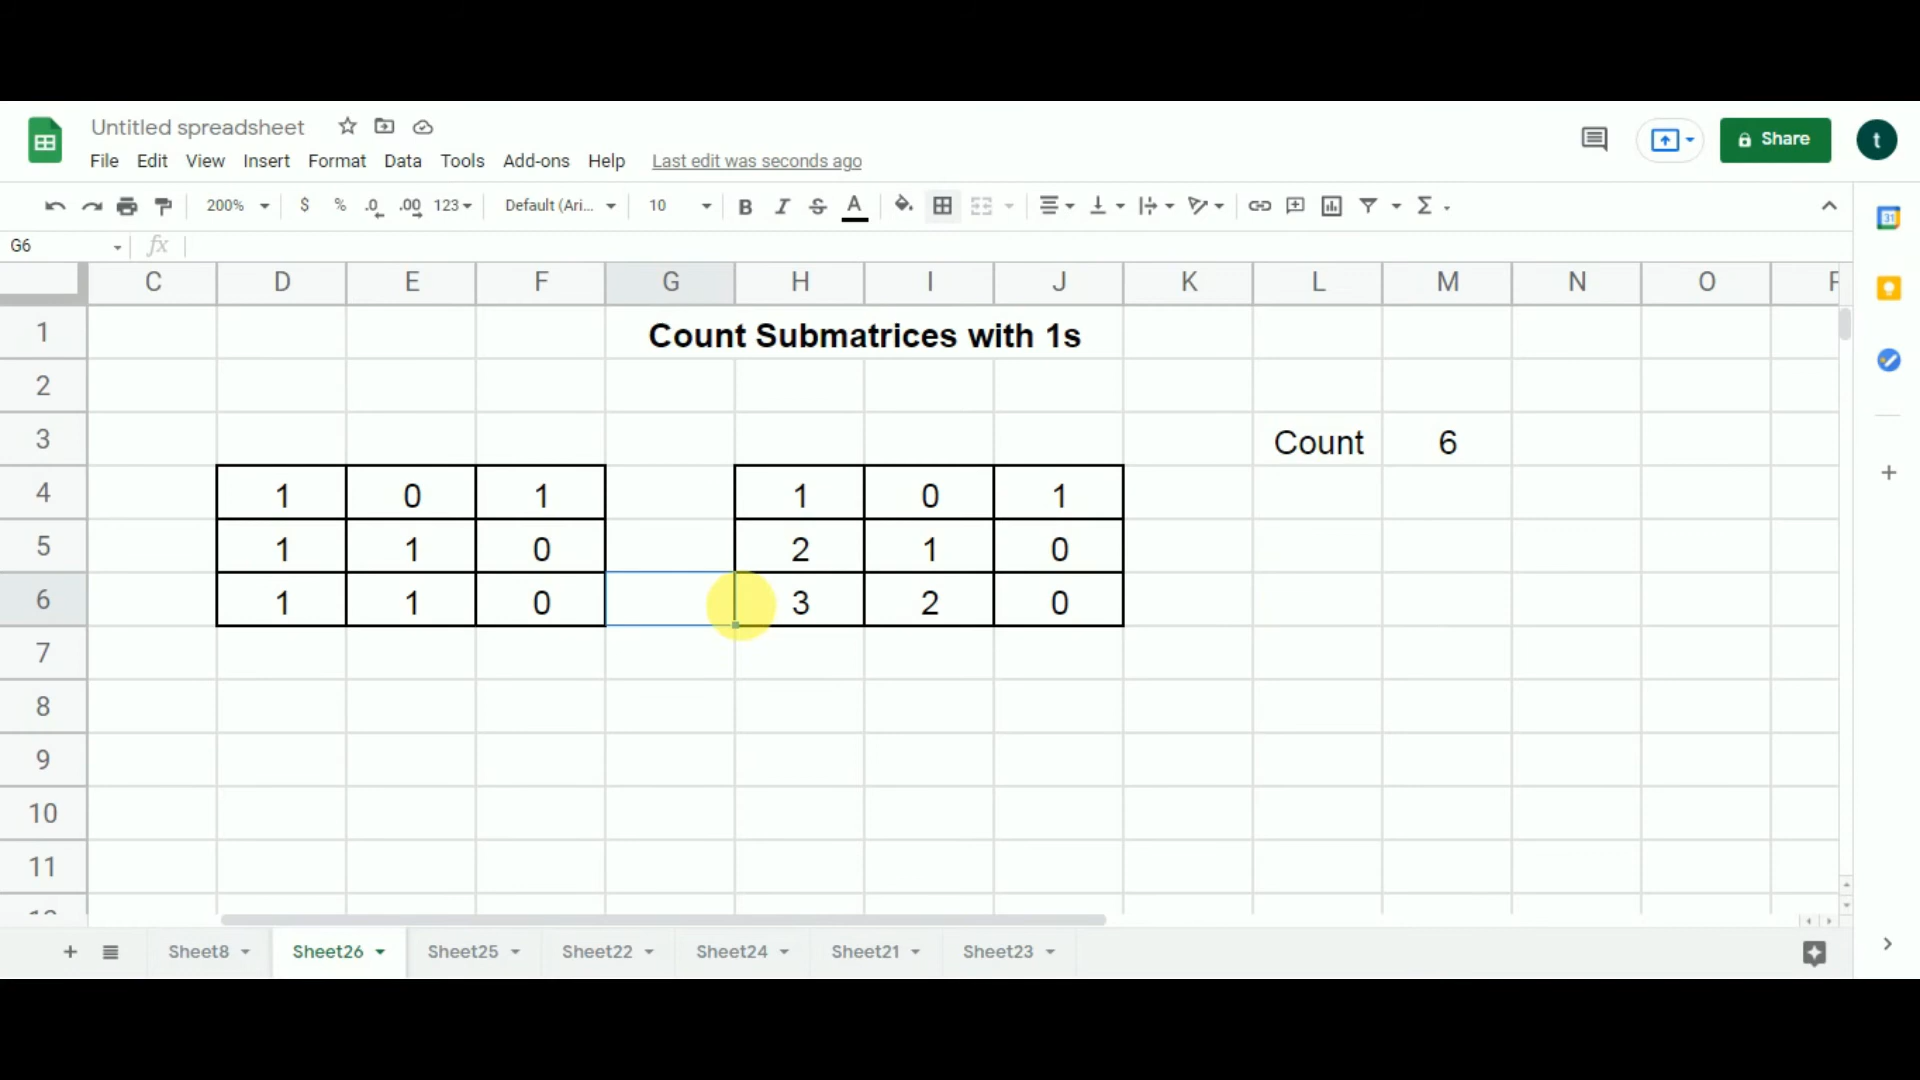 Untitled spreadsheet
File Edit View Insert Format Data Tools Add-ons Help Last edit was seconds ago
Share
t
200% $ % .0 .00 123 Default (Ari... 10 B I S A Σ
31
G6 fx
C D E F G H I J K L M N O
1 Count Submatrices with 1s
2
3 Count 6
4 1 0 1 1 0 1
5 1 1 0 2 1 0
6 1 1 0 3 2 0
7
8
9
10
11
Sheet8 Sheet26 Sheet25 Sheet22 Sheet24 Sheet21 Sheet23